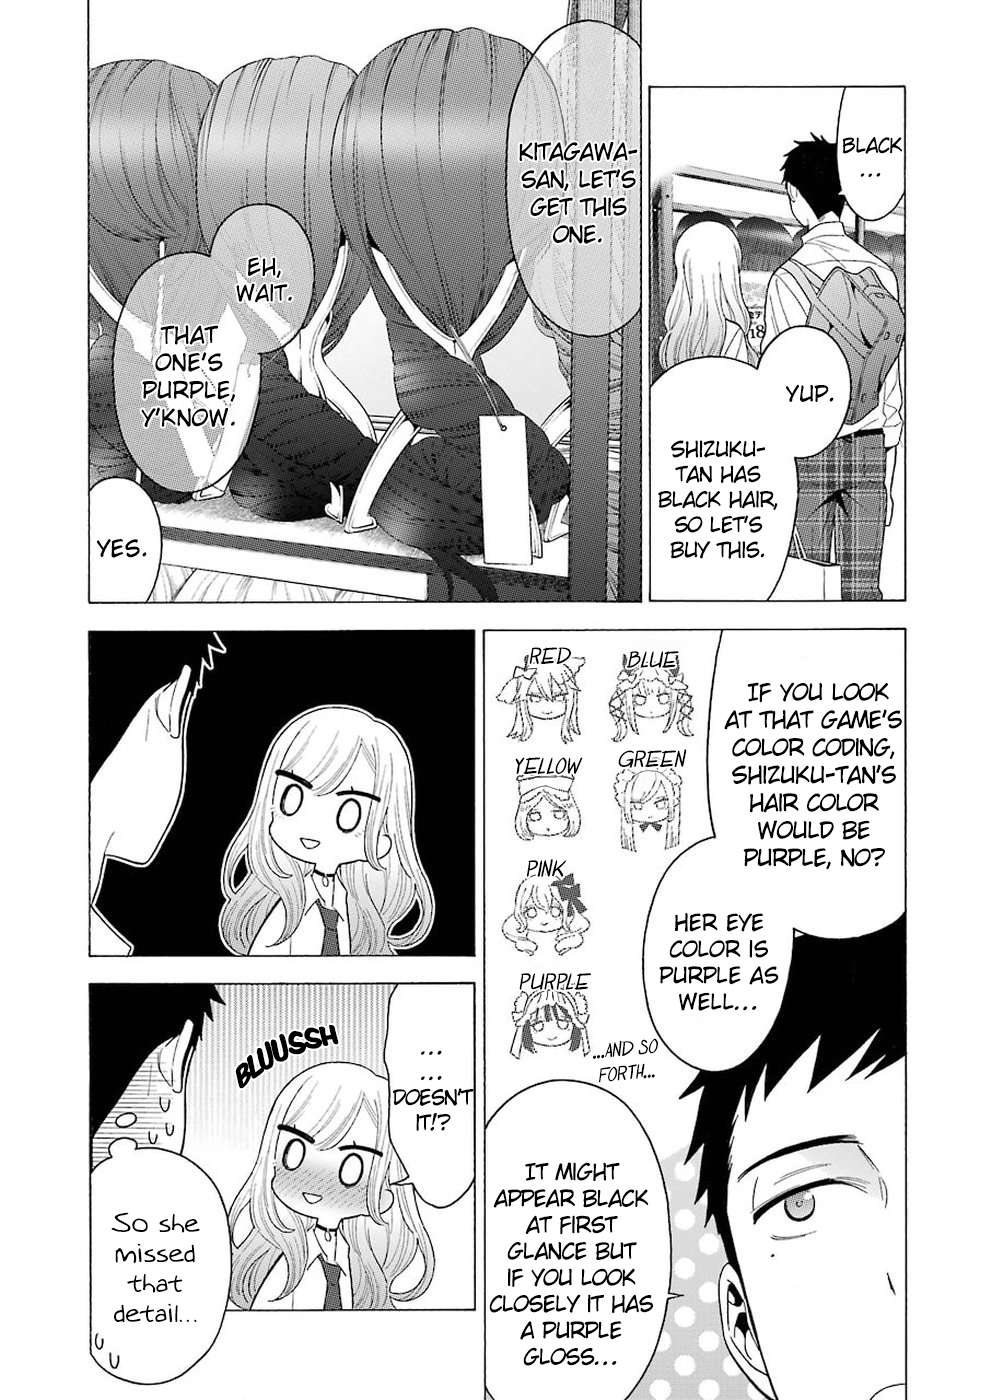 BLACK
...
YUP.
SHIZUKU-
TAN HAS
BLACK HAIR,
SO LET'S
BUY THIS.
18
KITAGAWA-
SAN, LET'S
GET THIS
ONE.
EH,
WAIT.
THAT
ONE'S
PURPLE,
Y'KNOW.
YES.
IF YOU LOOK
AT THAT GAME'S
COLOR CODING,
SHIZUKU-TAN'S
HAIR COLOR
WOULD BE
PURPLE, NO?
HER EYE
COLOR IS
PURPLE AS
WELL...
RED
BLUE
YELLOW
GREEN
PINK
PURPLE
...AND SO
FORTH...
IT MIGHT
APPEAR BLACK
AT FIRST
GLANCE BUT
IF YOU LOOK
CLOSELY IT HAS
A PURPLE
GLOSS...
...
...
DOESN'T
IT!?
BLUUSSH
So she
missed
that
detail...